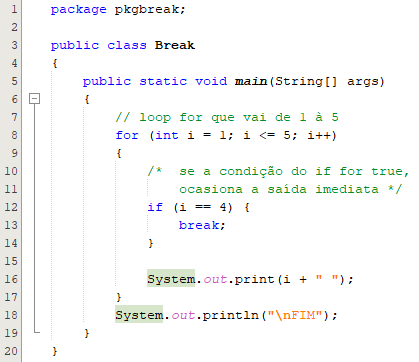 1 package pkgbreak;
2
3 public class Break
4 {
5 public static void main(String[] args)
6 {
7 // loop for que vai de 1 à 5
8 for (int i = 1; i <= 5; i++)
9 {
10 /* se a condição do if for true,
11 ocasiona a saída imediata */
12 if (i == 4) {
13 break;
14 }
15
16 System.out.print(i + " ");
17 }
18 System.out.println("\nFIM");
19 }
20 }